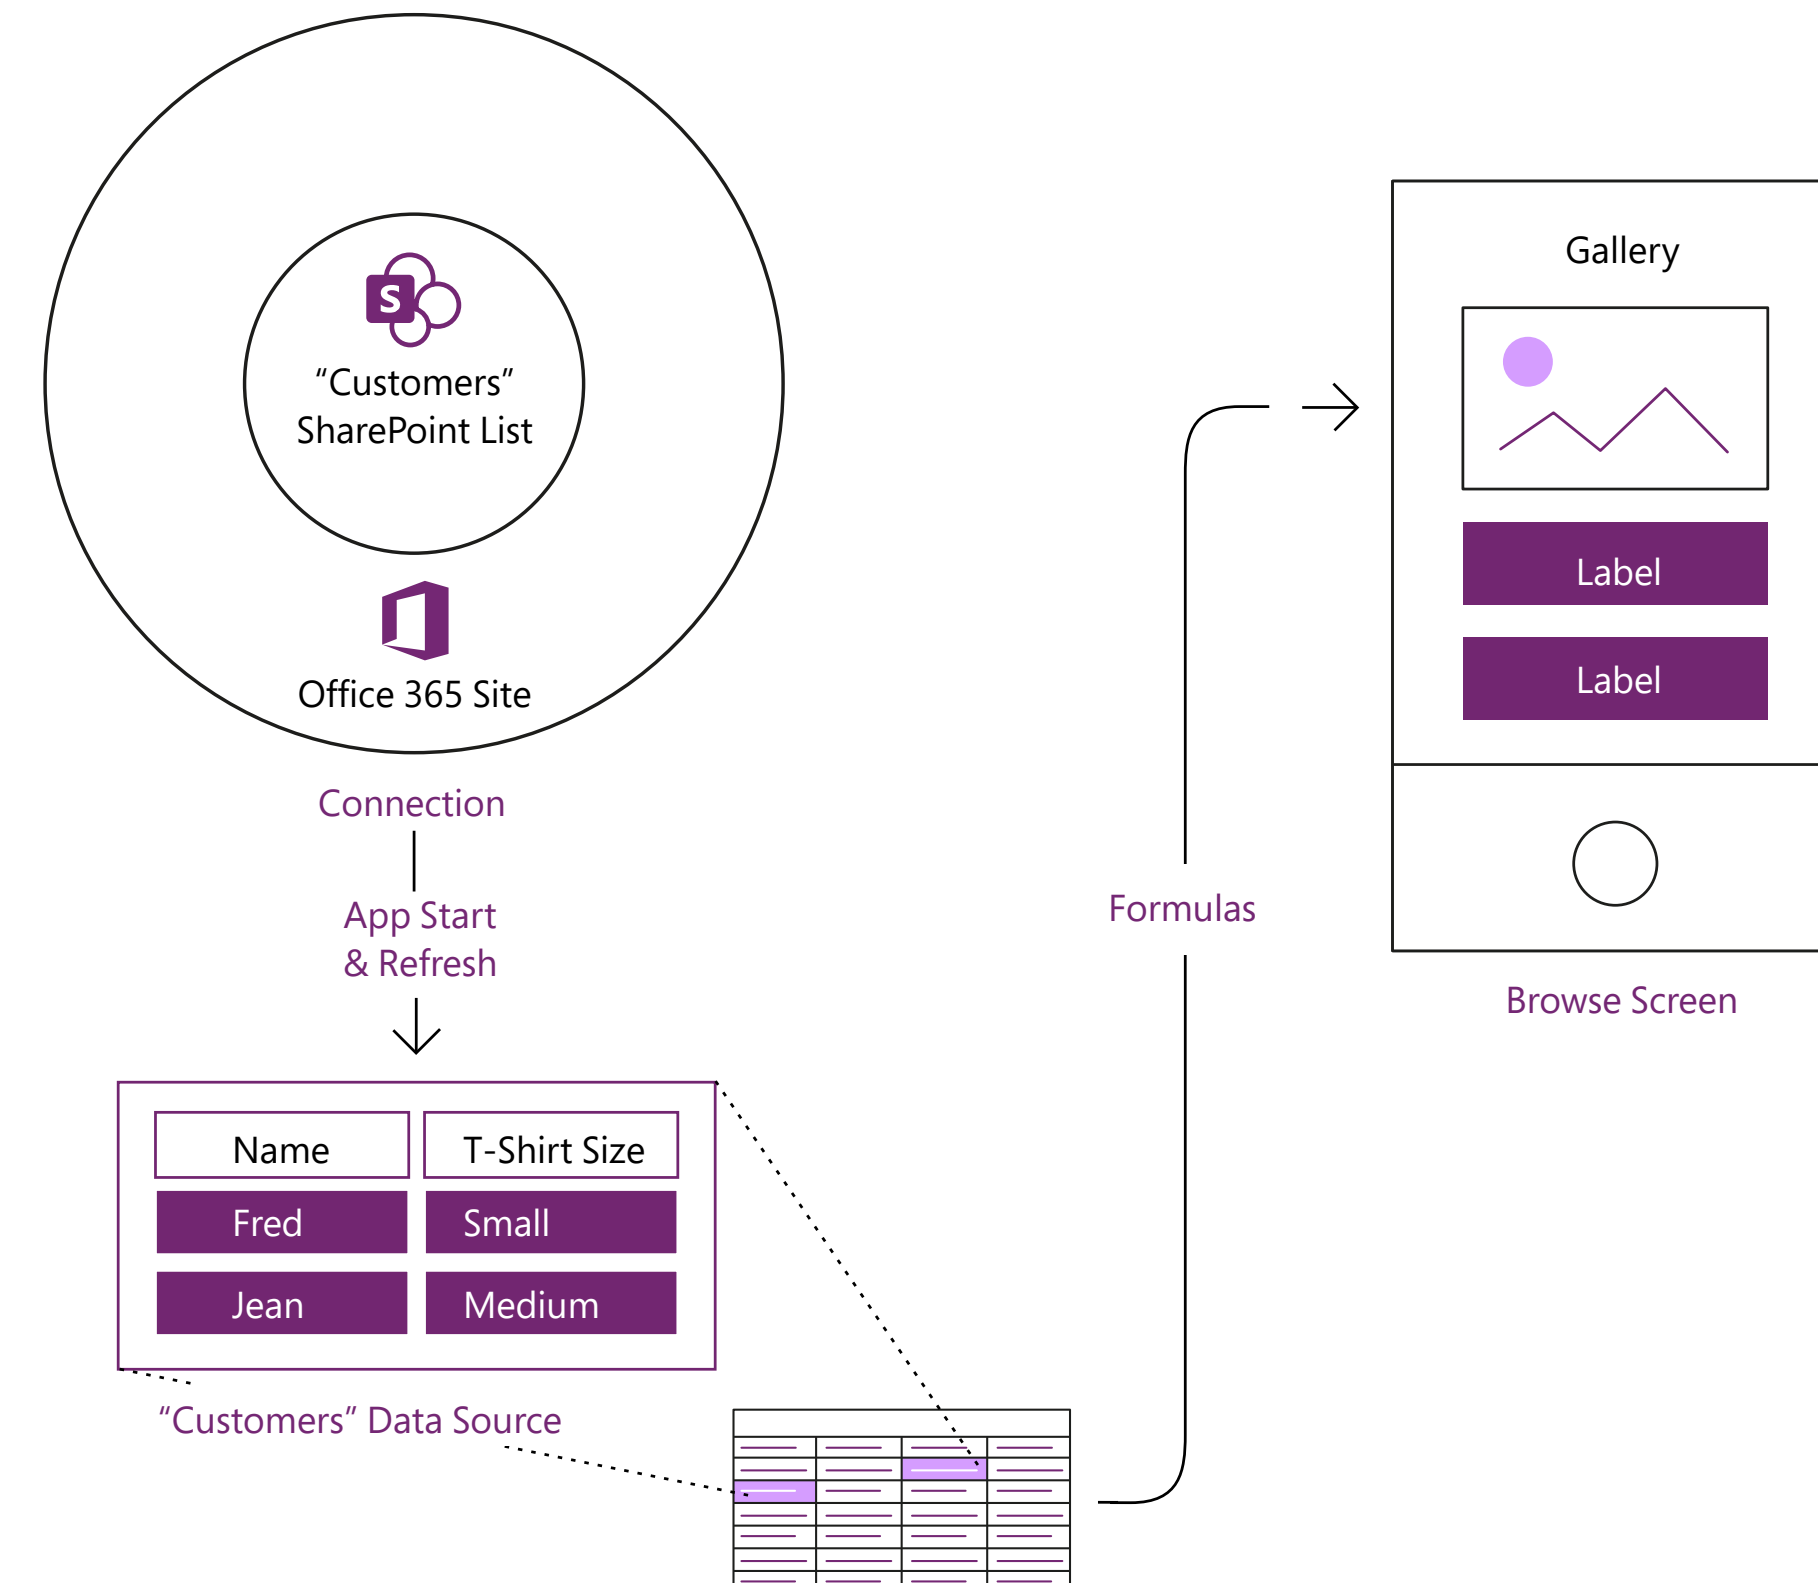 S
“Customers”
SharePoint List
Office 365 Site
Connection
App Start
& Refresh
Name
T-Shirt Size
Fred
Small
Jean
Medium
“Customers” Data Source
Formulas
Gallery
Label
Label
Browse Screen